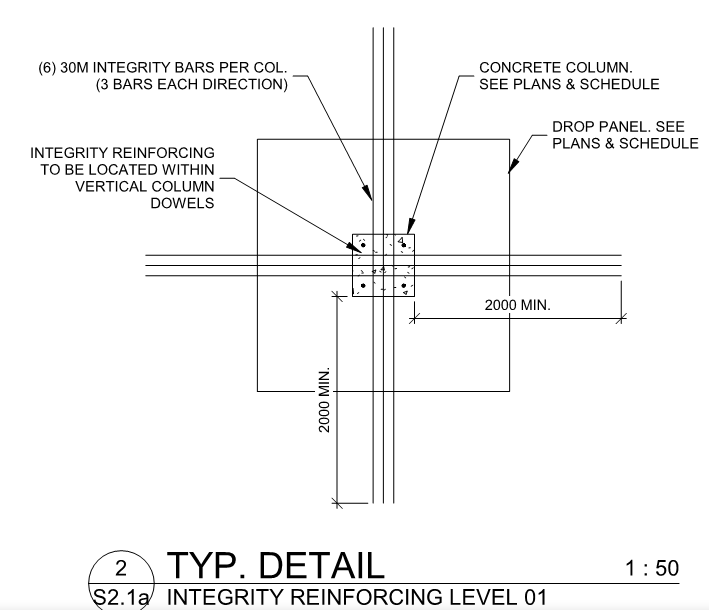 (6) 30M INTEGRITY BARS PER COL.
(3 BARS EACH DIRECTION)
CONCRETE COLUMN.
SEE PLANS & SCHEDULE
DROP PANEL. SEE
PLANS & SCHEDULE
INTEGRITY REINFORCING
TO BE LOCATED WITHIN
VERTICAL COLUMN
DOWELS
2000 MIN.
2000 MIN.
2
S2.1a
TYP. DETAIL
1 : 50
INTEGRITY REINFORCING LEVEL 01